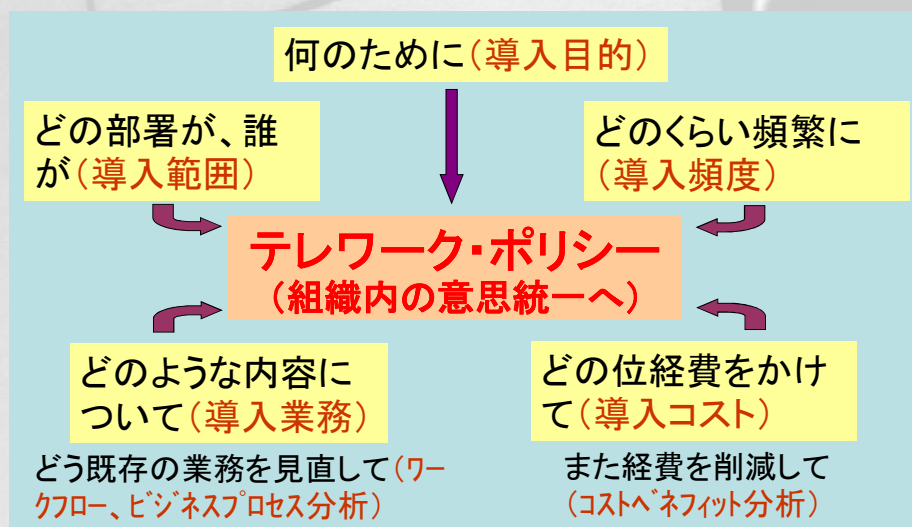 何のために(導入目的)
どの部署が、誰
が(導入範囲)
どのくらい頻繁に
(導入頻度)
テレワーク・ポリシー
(組織内の意思統一へ)
どのような内容に
ついて(導入業務)
どう既存の業務を見直して(ﾜｰ
ｸﾌﾛｰ、ﾋﾞｼﾞﾈｽﾌﾟﾛｾｽ分析)
どの位経費をかけ
て(導入コスト)
また経費を削減して
(ｺｽﾄﾍﾞﾈﾌｨｯﾄ分析)